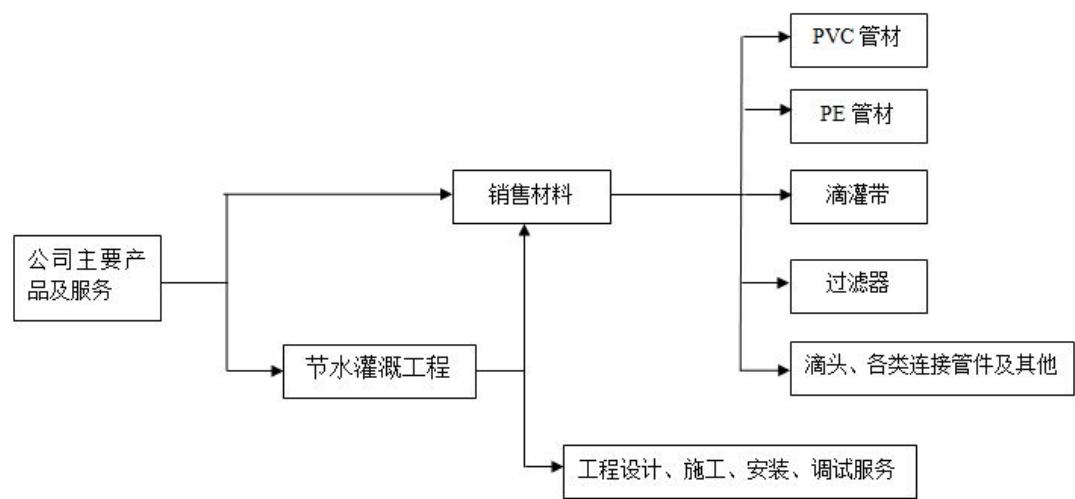 公司主要产
品及服务
销售材料
节水灌溉工程
PVC 管材
PE 管材
滴灌带
过滤器
滴头、各类连接管件及其他
工程设计、施工、安装、调试服务